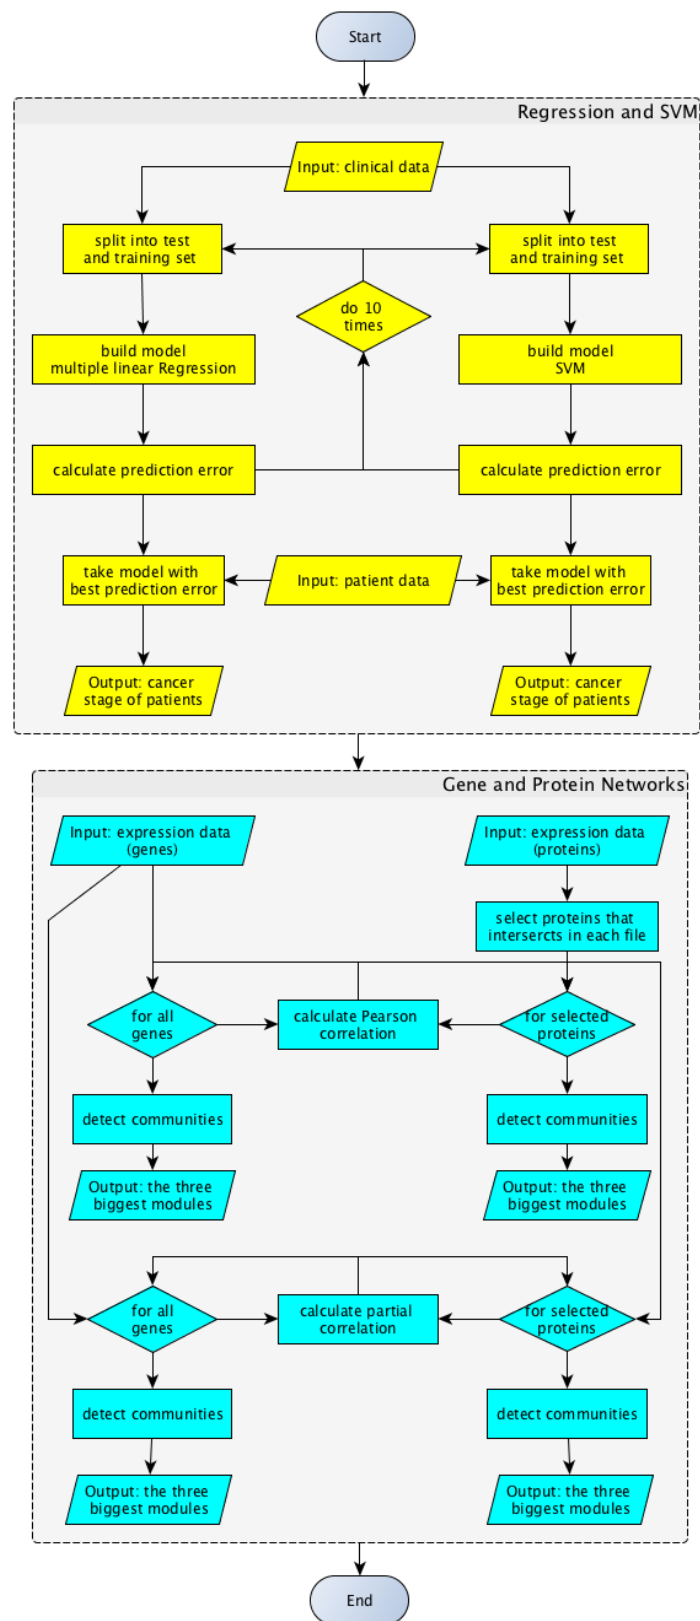 Start
Regression and SVM
Input: clinical data
split into test
and training set
split into test
and training set
do 10
times
build model
multiple linear Regression
build model
SVM
calculate prediction error
calculate prediction error
take model with
best prediction error
Input: patient data
take model with
best prediction error
Output: cancer
stage of patients
Output: cancer
stage of patients
Gene and Protein Networks
Input: expression data
(genes)
Input: expression data
(proteins)
select proteins that
intersercts in each file
for all
genes
calculate Pearson
correlation
for selected
proteins
detect communities
detect communities
Output: the three
biggest modules
Output: the three
biggest modules
for all
genes
calculate partial
correlation
for selected
proteins
detect communities
detect communities
Output: the three
biggest modules
Output: the three
biggest modules
End